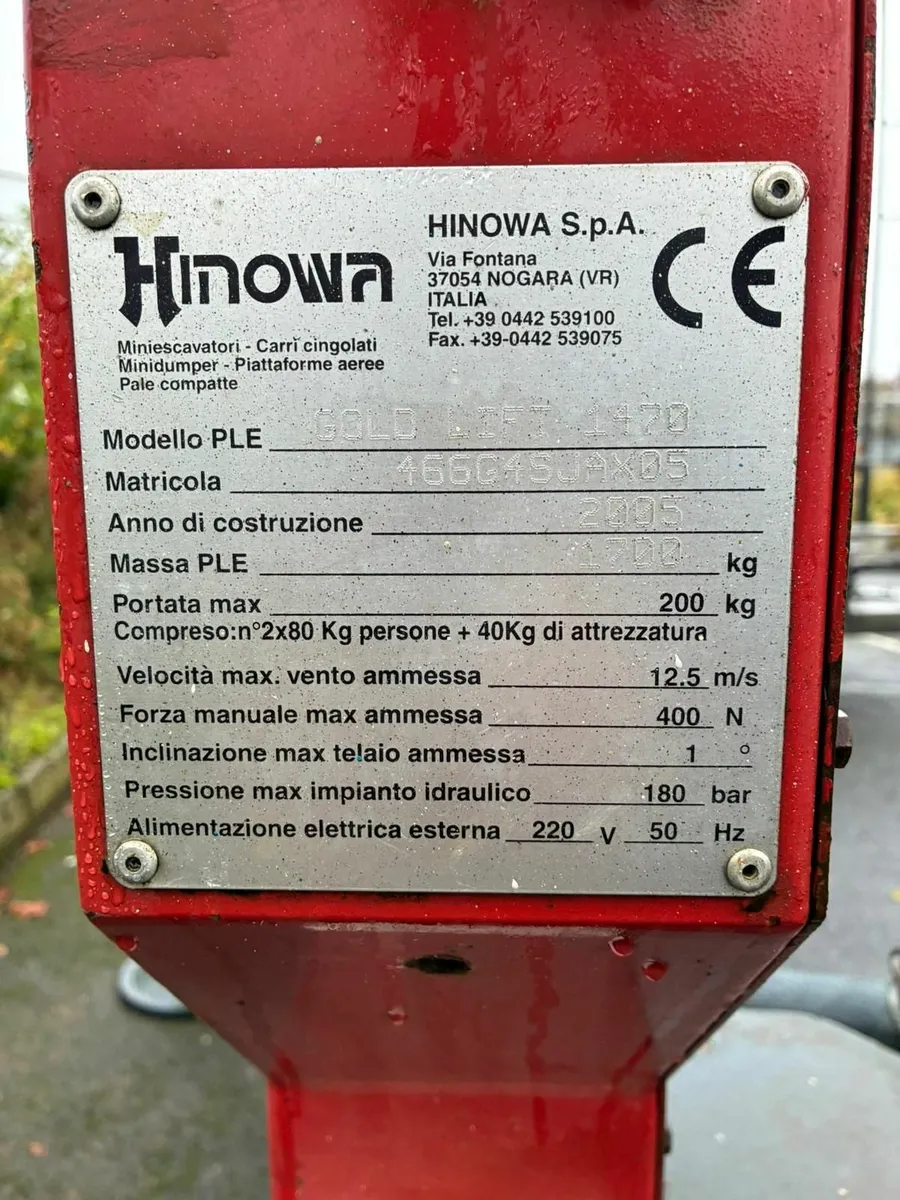 HINOWA
HINOWA S.p.A.
Via Fontana
37054 NOGARA (VR)
ITALIA
Tel. +39 0442 539100
Fax. +39-0442 539075
CE
Miniescavatori - Carri cingolati
Minidumper - Piattaforme aeree
Pale compatte
Modello PLE GOLD LIFT 1470
Matricola 466G4SJAX05
Anno di costruzione 2005
Massa PLE 1700 kg
Portata max 200 kg
Compreso:n°2x80 Kg persone + 40Kg di attrezzatura
Velocità max. vento ammessa 12.5 m/s
Forza manuale max ammessa 400 N
Inclinazione max telaio ammessa 1 °
Pressione max impianto idraulico 180 bar
Alimentazione elettrica esterna 220 V 50 Hz